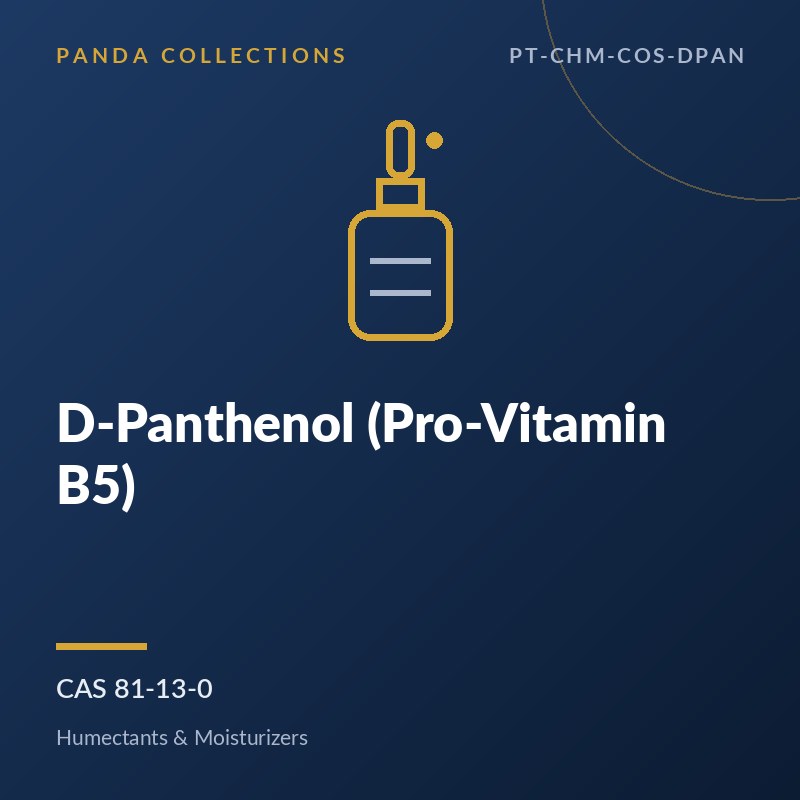 PANDA COLLECTIONS
PT-CHM-COS-DPAN
D-Panthenol (Pro-Vitamin
B5)
CAS 81-13-0
Humectants & Moisturizers